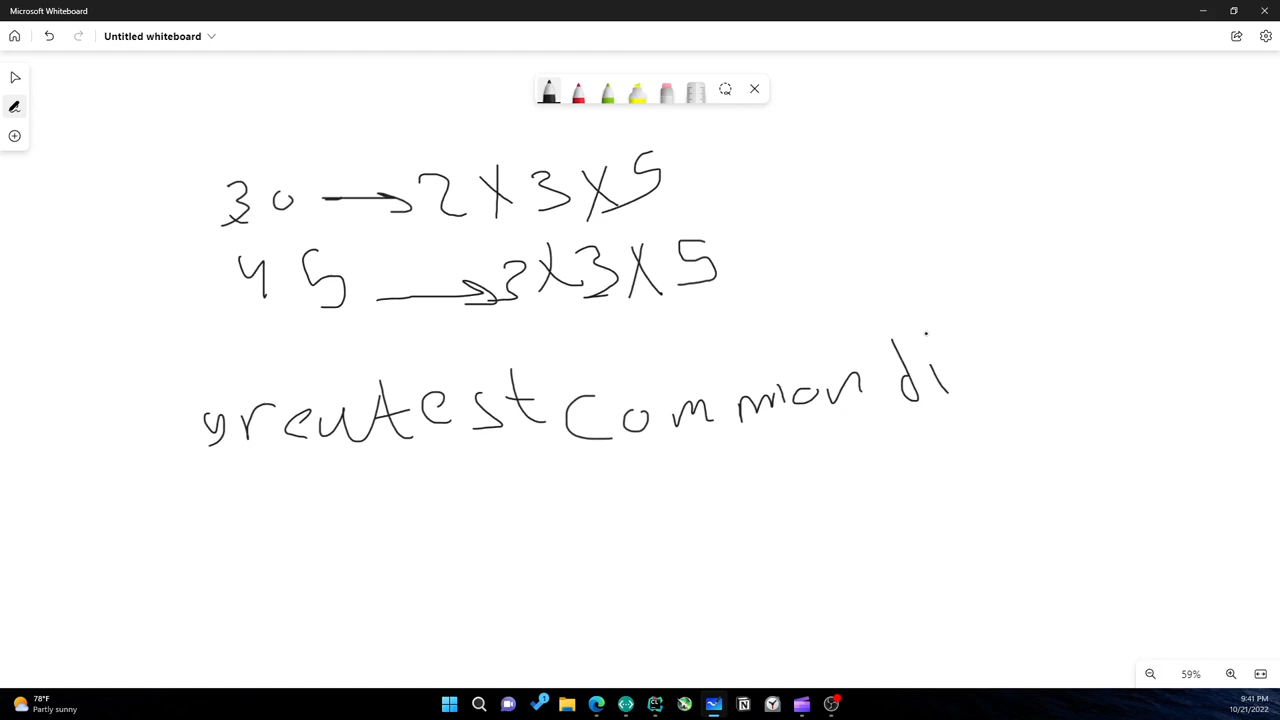 Microsoft Whiteboard
Untitled whiteboard
30 → 2 X 3 X 5
45 → 3 X 3 X 5
greatest common di
59%
78°F
Partly sunny
1
9:41 PM
10/21/2022